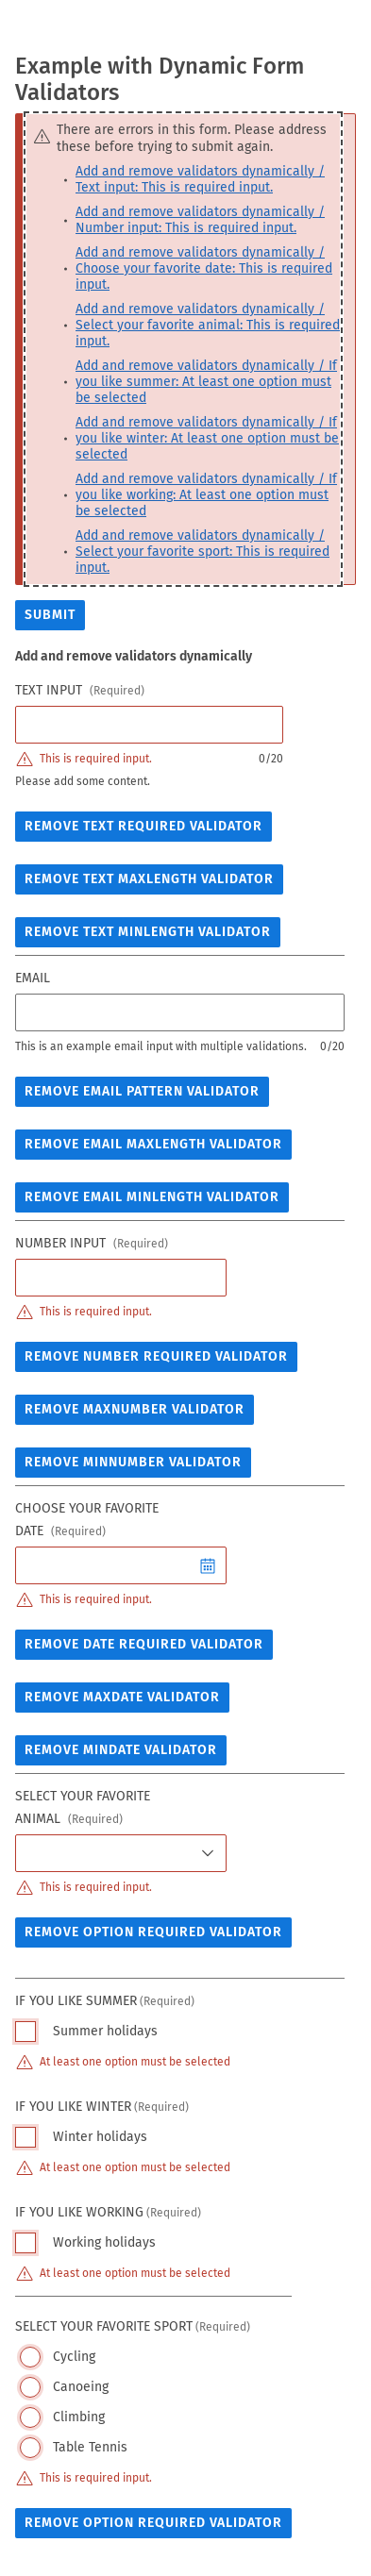 Example with Dynamic Form
Validators
There are errors in this form. Please address
these before trying to submit again.
• Add and remove validators dynamically /
Text input: This is required input.
• Add and remove validators dynamically /
Number input: This is required input.
• Add and remove validators dynamically /
Choose your favorite date: This is required
input.
• Add and remove validators dynamically /
Select your favorite animal: This is required
input.
• Add and remove validators dynamically / If
you like summer: At least one option must
be selected
• Add and remove validators dynamically / If
you like winter: At least one option must be
selected
• Add and remove validators dynamically / If
you like working: At least one option must
be selected
• Add and remove validators dynamically /
Select your favorite sport: This is required
input.
SUBMIT
Add and remove validators dynamically
TEXT INPUT (Required)
This is required input. 0/20
Please add some content.
REMOVE TEXT REQUIRED VALIDATOR
REMOVE TEXT MAXLENGTH VALIDATOR
REMOVE TEXT MINLENGTH VALIDATOR
EMAIL
This is an example email input with multiple validations. 0/20
REMOVE EMAIL PATTERN VALIDATOR
REMOVE EMAIL MAXLENGTH VALIDATOR
REMOVE EMAIL MINLENGTH VALIDATOR
NUMBER INPUT (Required)
This is required input.
REMOVE NUMBER REQUIRED VALIDATOR
REMOVE MAXNUMBER VALIDATOR
REMOVE MINNUMBER VALIDATOR
CHOOSE YOUR FAVORITE
DATE (Required)
This is required input.
REMOVE DATE REQUIRED VALIDATOR
REMOVE MAXDATE VALIDATOR
REMOVE MINDATE VALIDATOR
SELECT YOUR FAVORITE
ANIMAL (Required)
This is required input.
REMOVE OPTION REQUIRED VALIDATOR
IF YOU LIKE SUMMER (Required)
Summer holidays
At least one option must be selected
IF YOU LIKE WINTER (Required)
Winter holidays
At least one option must be selected
IF YOU LIKE WORKING (Required)
Working holidays
At least one option must be selected
SELECT YOUR FAVORITE SPORT (Required)
Cycling
Canoeing
Climbing
Table Tennis
This is required input.
REMOVE OPTION REQUIRED VALIDATOR